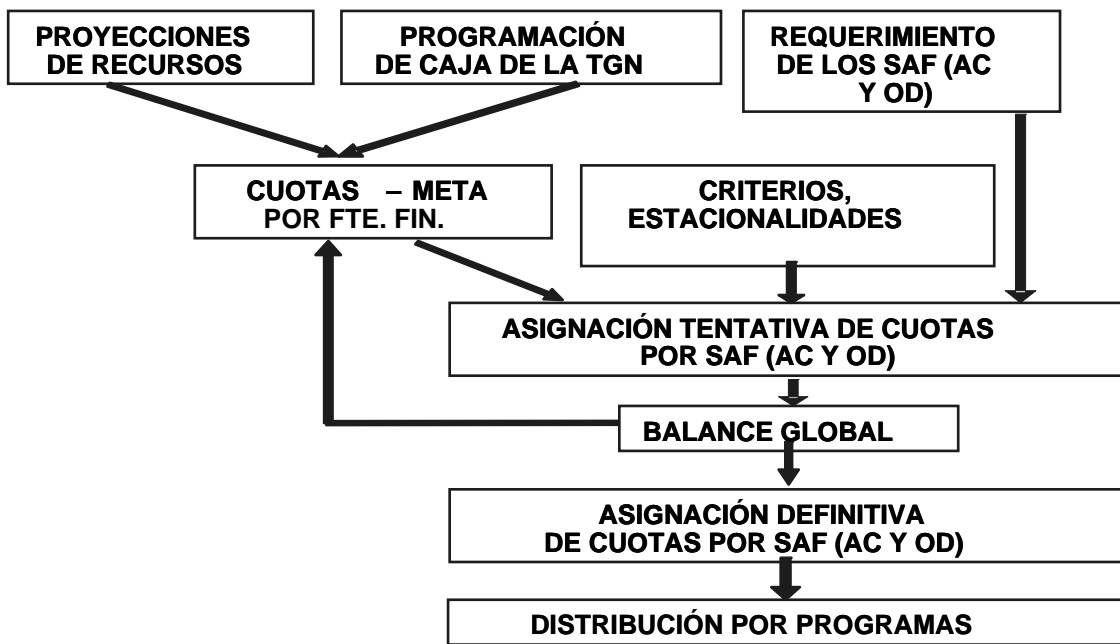 PROYECCIONES
DE RECURSOS
PROGRAMACIÓN
DE CAJA DE LA TGN
REQUERIMIENTO
DE LOS SAF (AC
Y OD)
CUOTAS – META
POR FTE. FIN.
CRITERIOS,
ESTACIONALIDADES
ASIGNACIÓN TENTATIVA DE CUOTAS
POR SAF (AC Y OD)
BALANCE GLOBAL
ASIGNACIÓN DEFINITIVA
DE CUOTAS POR SAF (AC Y OD)
DISTRIBUCIÓN POR PROGRAMAS